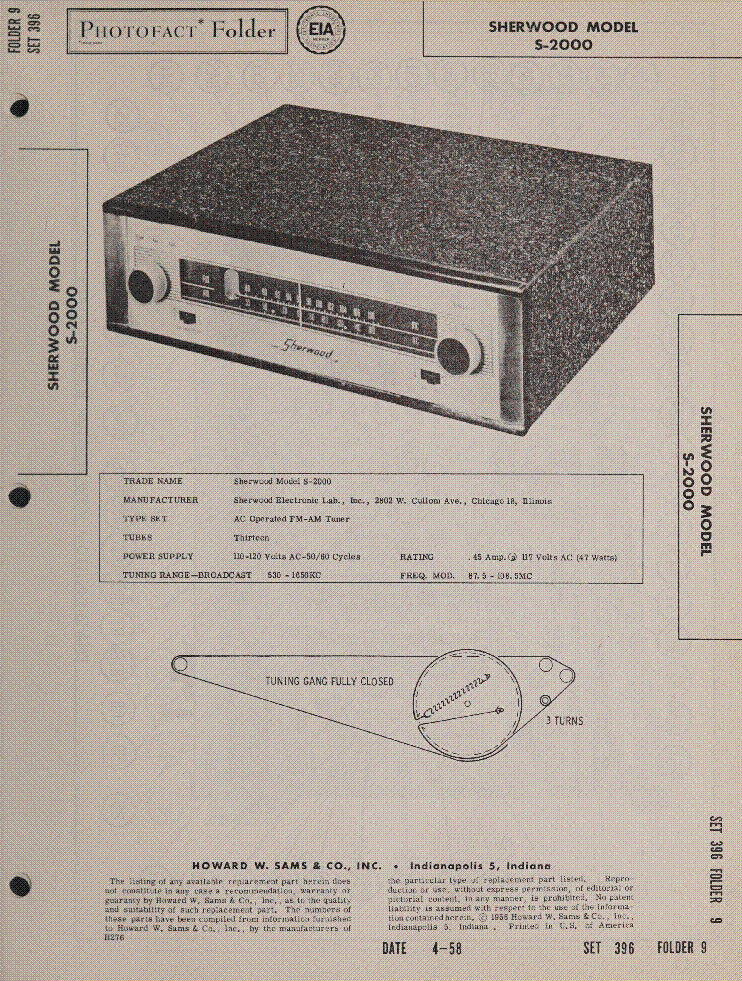 FOLDER 9
SET 396
PHOTOFACT* Folder
EIA
SHERWOOD MODEL
S-2000
SHERWOOD MODEL
S-2000
Sherwood
SHERWOOD MODEL
S-2000
TRADE NAME Sherwood Model S-2000
MANUFACTURER Sherwood Electronic Lab., Inc., 2802 W. Cullom Ave., Chicago 18, Illinois
TYPE SET AC Operated FM-AM Tuner
TUBES Thirteen
POWER SUPPLY 110-120 Volts AC-50/60 Cycles RATING .45 Amp. @ 117 Volts AC (47 Watts)
TUNING RANGE—BROADCAST 530 - 1650KC FREQ. MOD. 87.5 - 108.5MC
TUNING GANG FULLY CLOSED
3 TURNS
SET 396 FOLDER 9
HOWARD W. SAMS & CO., INC. • Indianapolis 5, Indiana
The listing of any available replacement part herein does
not constitute in any case a recommendation, warranty or
guaranty by Howard W. Sams & Co., Inc., as to the quality
and suitability of such replacement part. The numbers of
these parts have been compiled from information furnished
to Howard W. Sams & Co., Inc., by the manufacturers of
the particular type of replacement part listed. Repro-
duction or use, without express permission, of editorial or
pictorial content, in any manner, is prohibited. No patent
liability is assumed with respect to the use of the informa-
tion contained herein. © 1958 Howard W. Sams & Co., Inc.,
Indianapolis 5, Indiana. Printed in U.S. of America
H276
DATE 4-58
SET 396 FOLDER 9